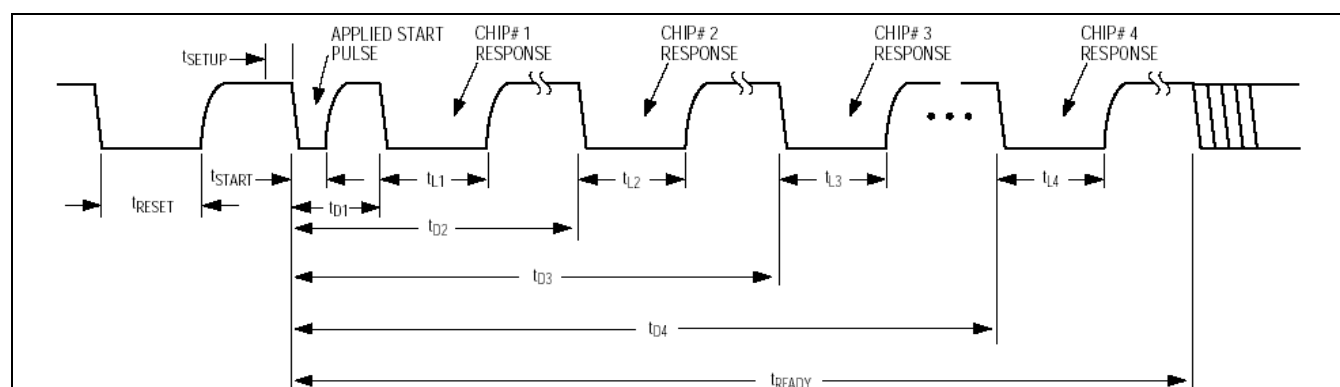 APPLIED START
PULSE
CHIP# 1
RESPONSE
CHIP# 2
RESPONSE
CHIP# 3
RESPONSE
CHIP# 4
RESPONSE
tSETUP
tSTART
tL1
tL2
tL3
tL4
tRESET
tD1
tD2
tD3
tD4
tREADY